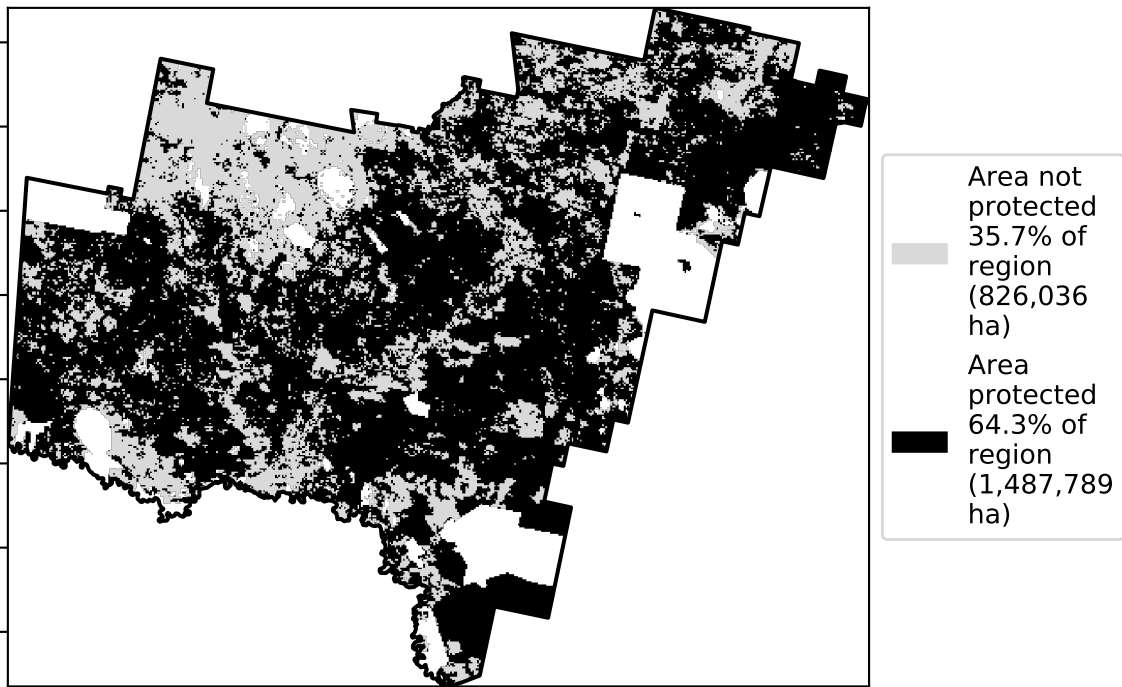 Area not
protected
35.7% of
region
(826,036
ha)
Area
protected
64.3% of
region
(1,487,789
ha)